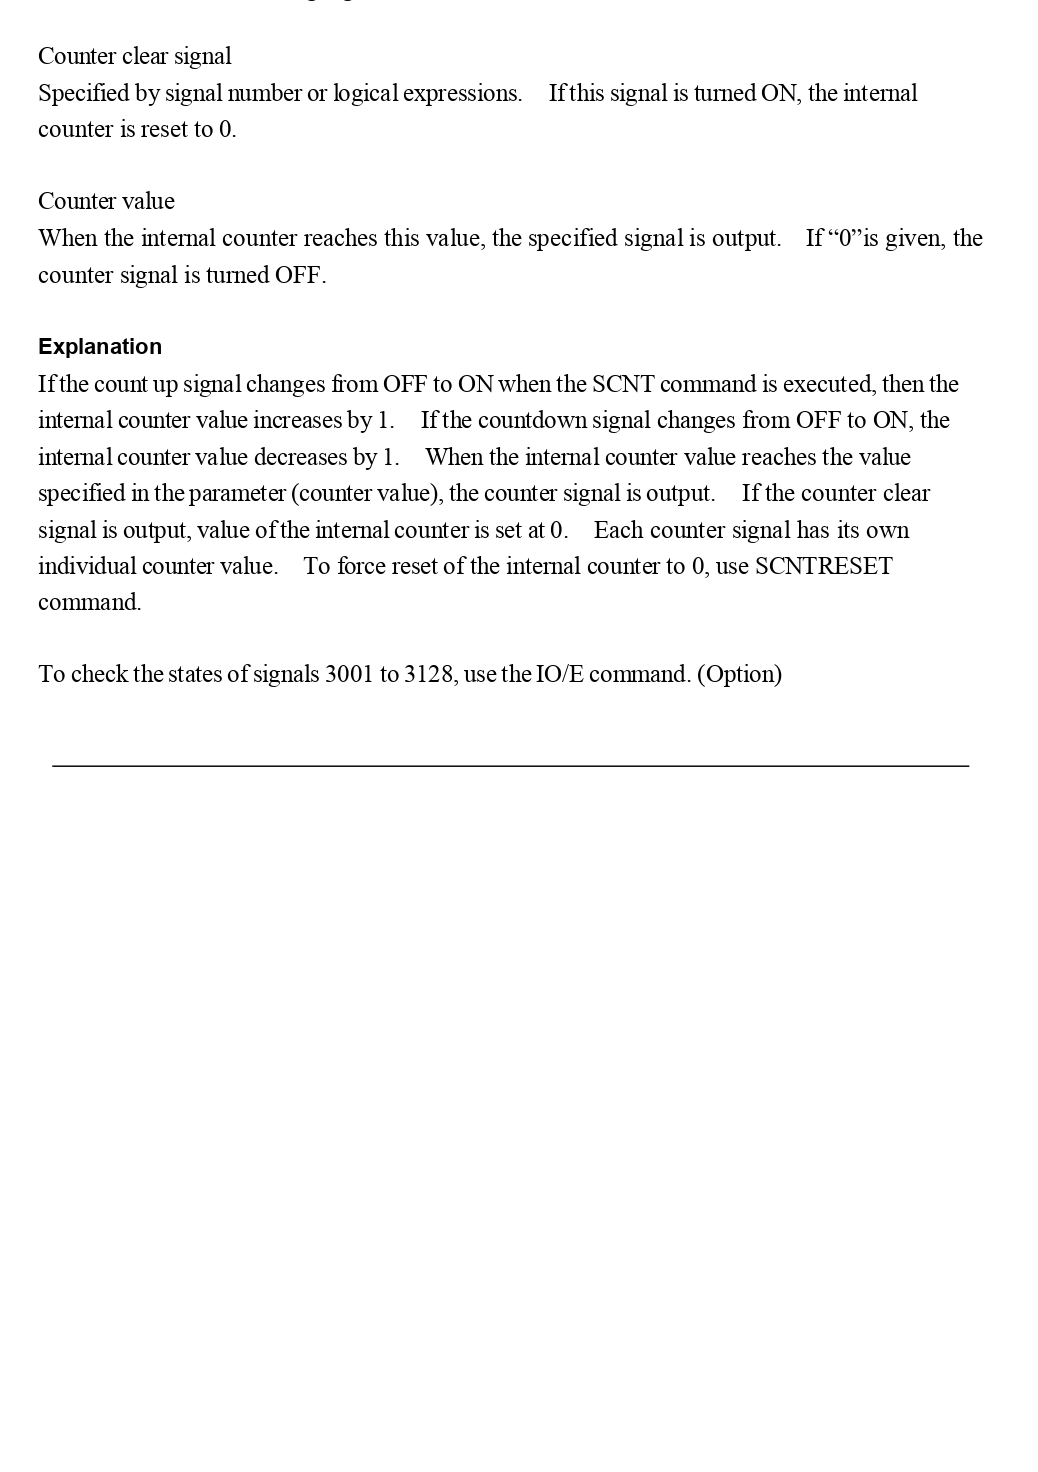 Counter clear signal
Specified by signal number or logical expressions. If this signal is turned ON, the internal
counter is reset to 0.
Counter value
When the internal counter reaches this value, the specified signal is output. If “0”is given, the
counter signal is turned OFF.
Explanation
If the count up signal changes from OFF to ON when the SCNT command is executed, then the
internal counter value increases by 1. If the countdown signal changes from OFF to ON, the
internal counter value decreases by 1. When the internal counter value reaches the value
specified in the parameter (counter value), the counter signal is output. If the counter clear
signal is output, value of the internal counter is set at 0. Each counter signal has its own
individual counter value. To force reset of the internal counter to 0, use SCNTRESET
command.
To check the states of signals 3001 to 3128, use the IO/E command. (Option)